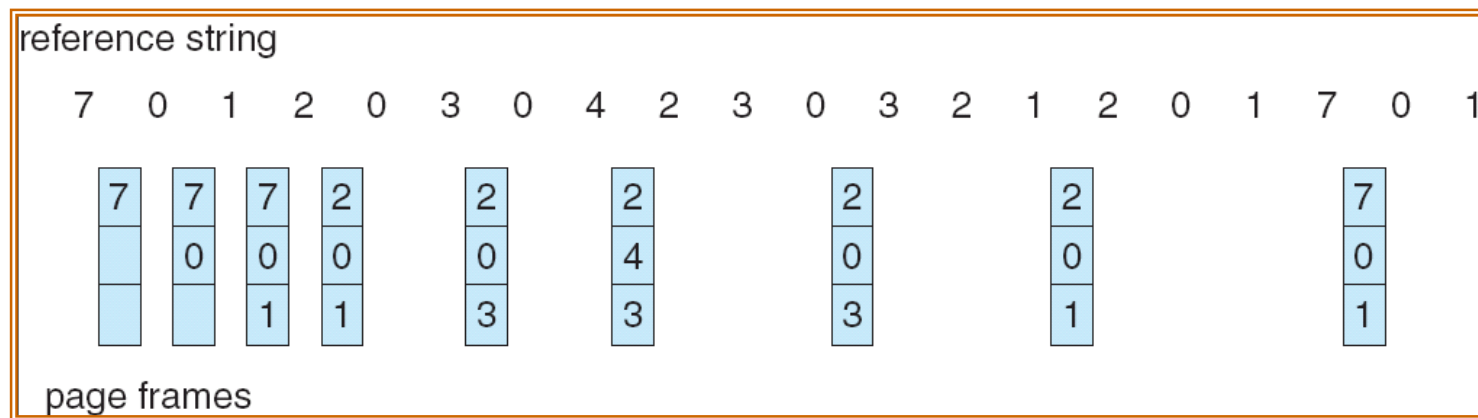 reference string
7 0 1 2 0 3 0 4 2 3 0 3 2 1 2 0 1 7 0 1
7 7 7 2 2 2 2 2 7
0 0 0 0 4 0 0 0
1 1 3 3 3 1 1
page frames